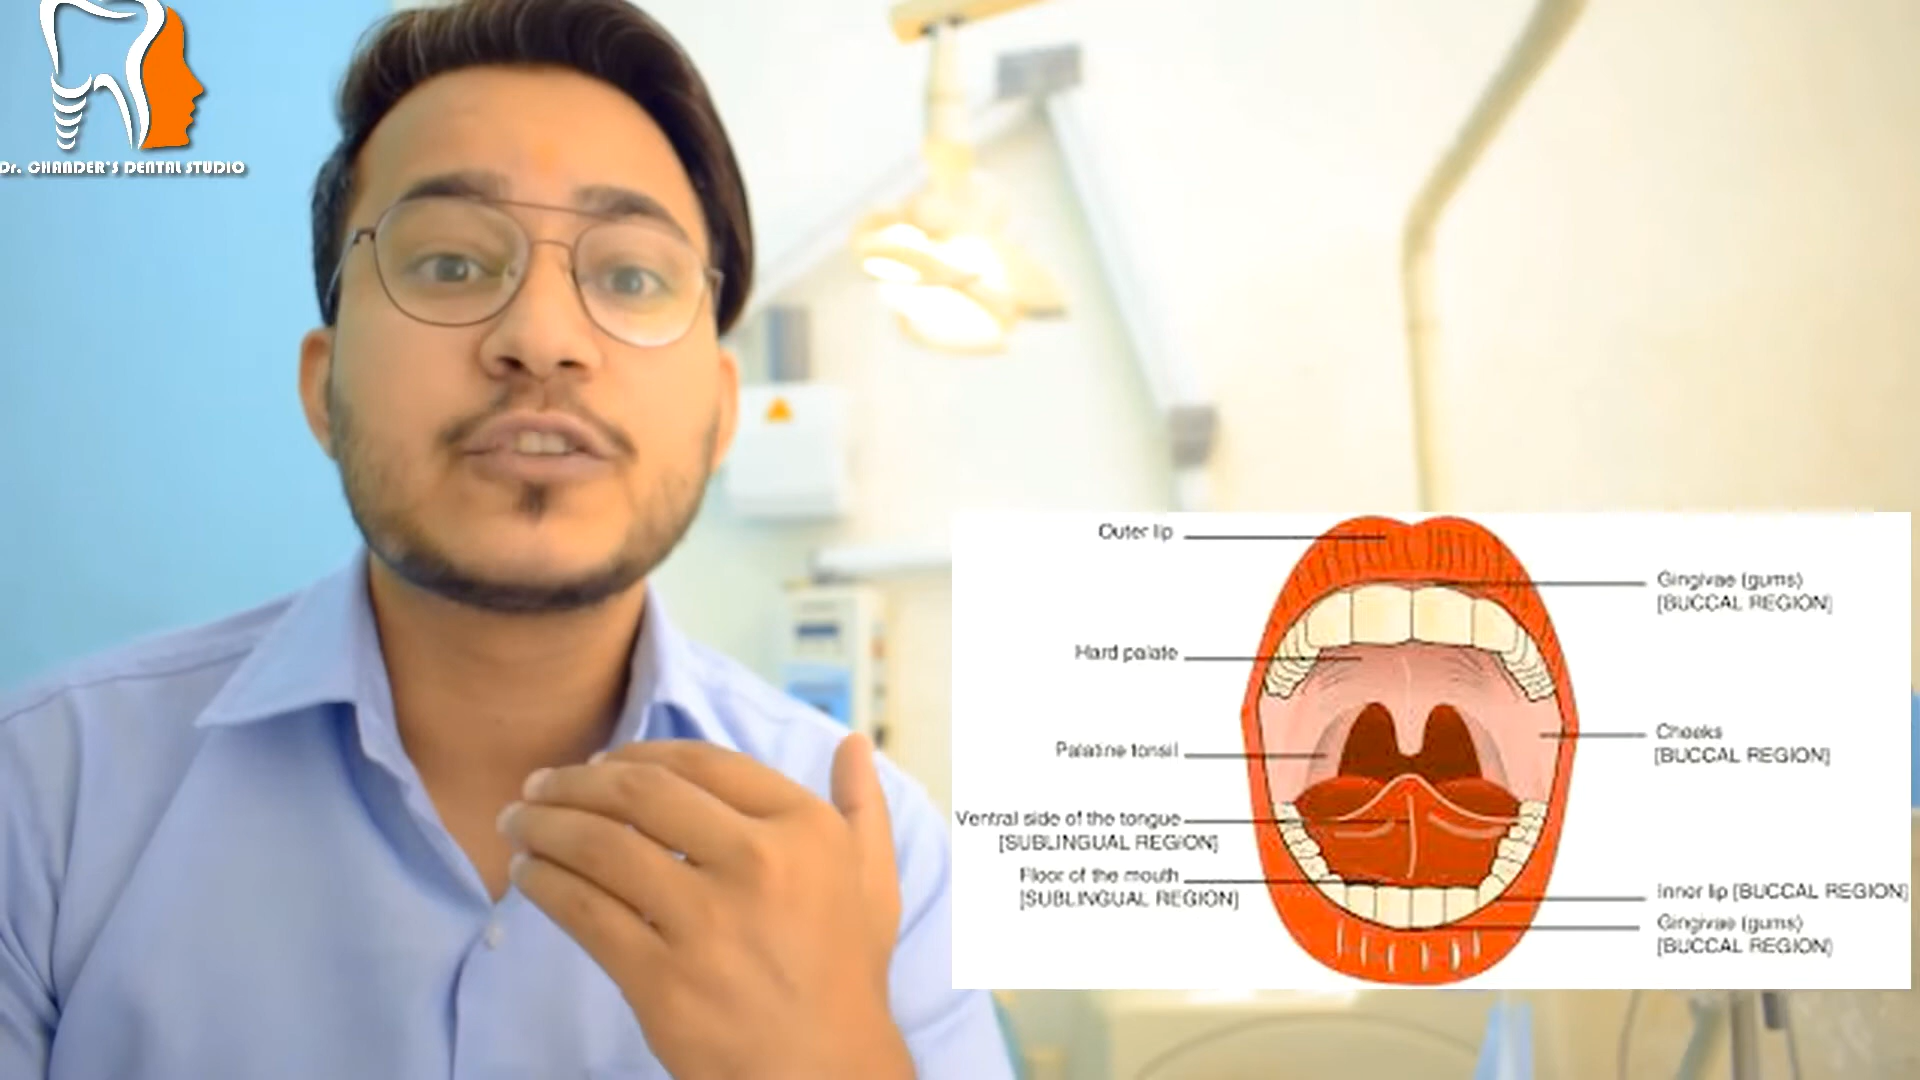 Dr. CHANDER'S DENTAL STUDIO
Outer lip
Hard palate
Palatine tonsil
Ventral side of the tongue
[SUBLINGUAL REGION]
Floor of the mouth
[SUBLINGUAL REGION]
Gingivae (gums)
[BUCCAL REGION]
Cheeks
[BUCCAL REGION]
Inner lip [BUCCAL REGION]
Gingivae (gums)
[BUCCAL REGION]